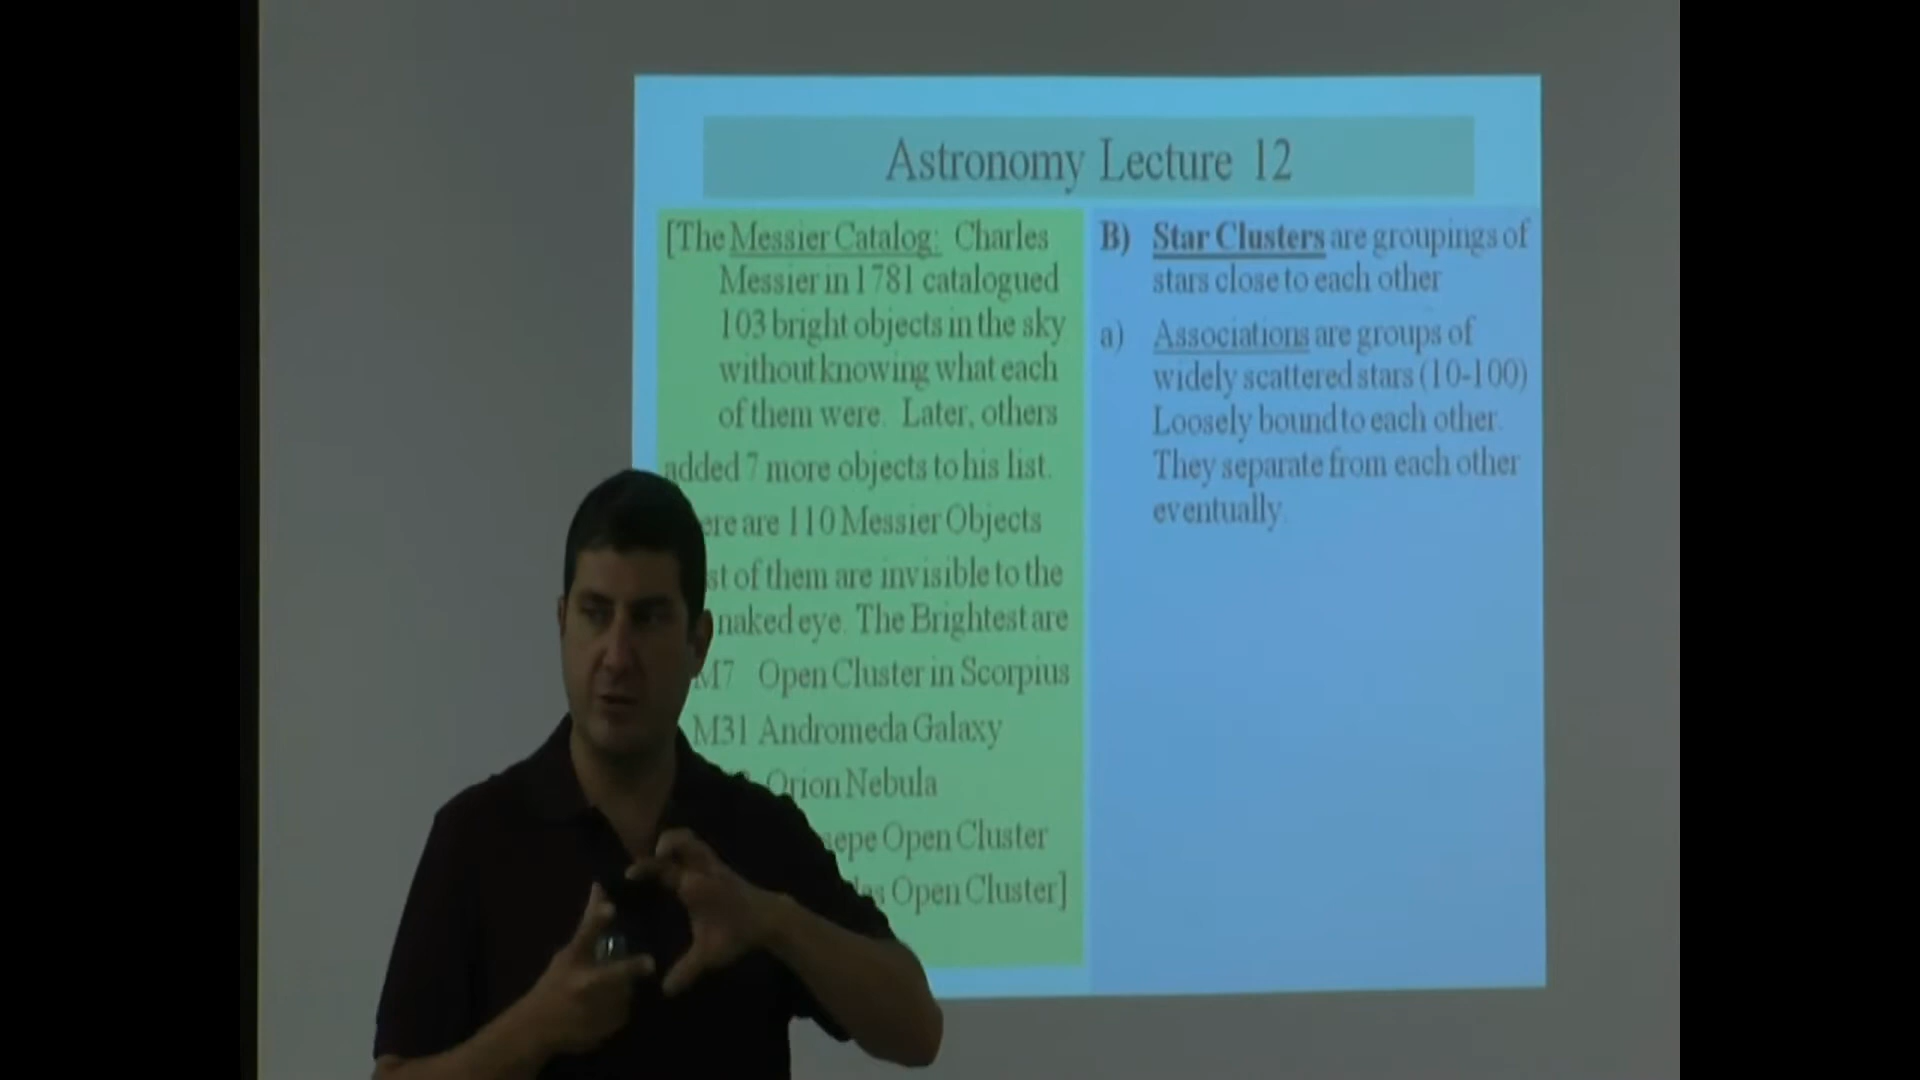 Astronomy Lecture 12
[The Messier Catalog: Charles
Messier in 1781 catalogued
103 bright objects in the sky
without knowing what each
of them were. Later, others
added 7 more objects to his list.
are 110 Messier Objects
of them are invisible to the
naked eye. The Brightest are
M7 Open Cluster in Scorpius
M31 Andromeda Galaxy
Orion Nebula
Open Cluster
Open Cluster]
B) Star Clusters are groupings of
stars close to each other
a) Associations are groups of
widely scattered stars (10-100)
Loosely bound to each other.
They separate from each other
eventually.